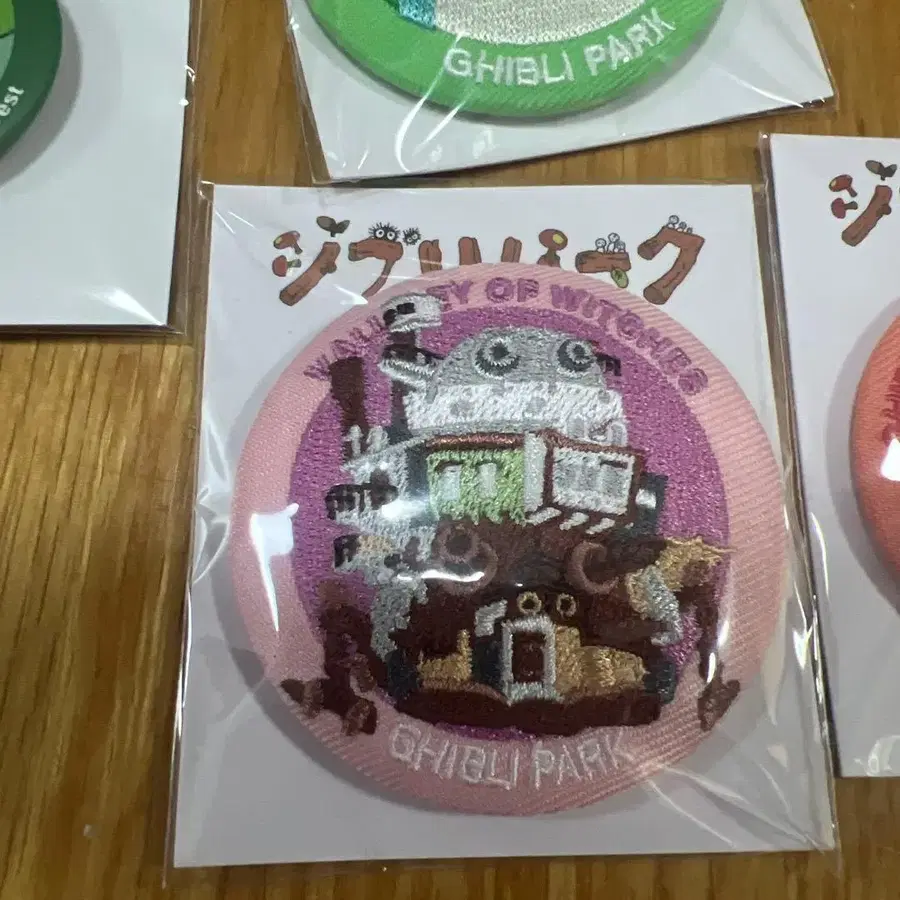 est
GHIBLI PARK
ジブリパーク
VALLEY OF WITCHES
GHIBLI PARK
ジ